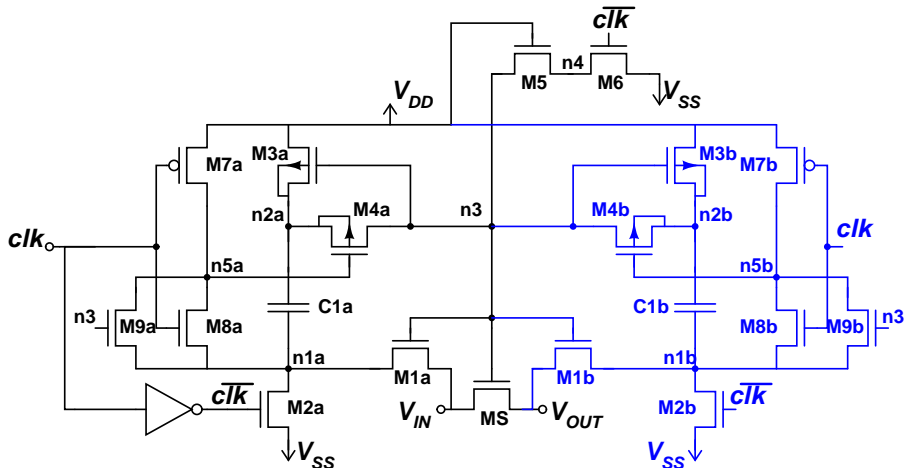 clk̅
n4
M5
M6
V_DD
V_SS
M7a
M3a
M3b
M7b
M4a
M4b
n2a
n3
n2b
clk
clk
n5a
n5b
C1a
C1b
n3
M9a
M8a
M8b
M9b
n3
n1a
n1b
M1a
M1b
clk̅
M2a
V_IN
MS
V_OUT
M2b
clk̅
V_SS
V_SS